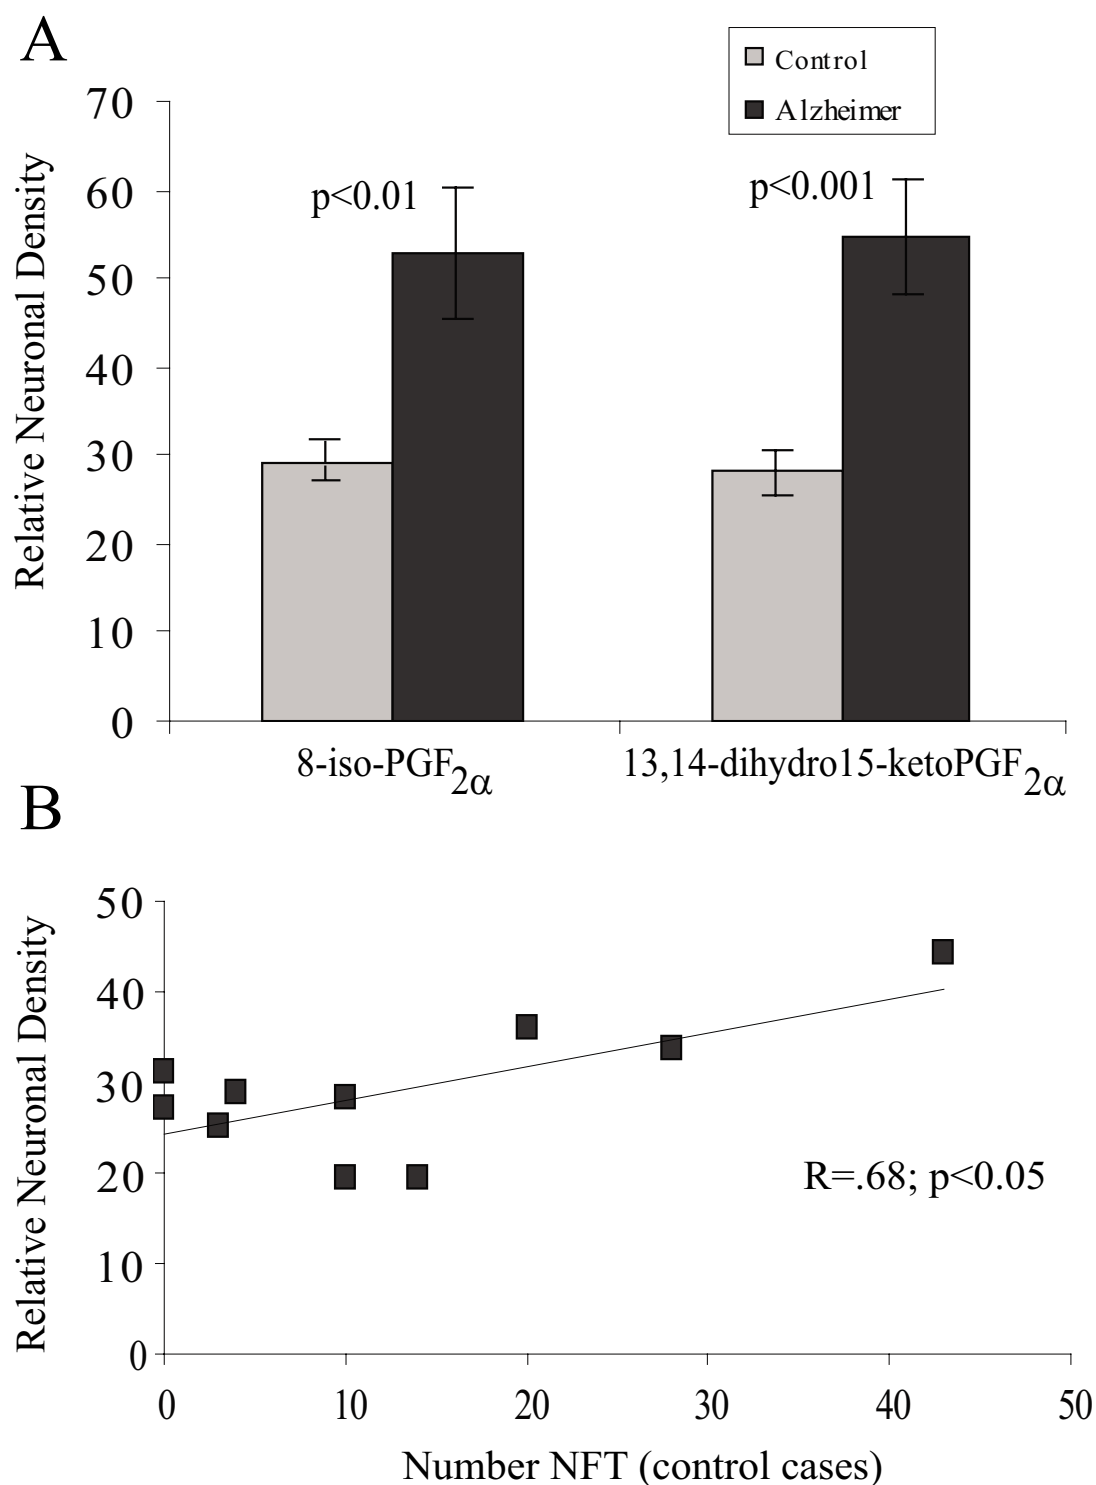 A
Control
Alzheimer
70
60
50
40
30
20
10
0
Relative Neuronal Density
p<0.01
p<0.001
8-iso-PGF2α
13,14-dihydro15-ketoPGF2α
B
50
40
30
20
10
0
Relative Neuronal Density
R=.68; p<0.05
0 10 20 30 40 50
Number NFT (control cases)